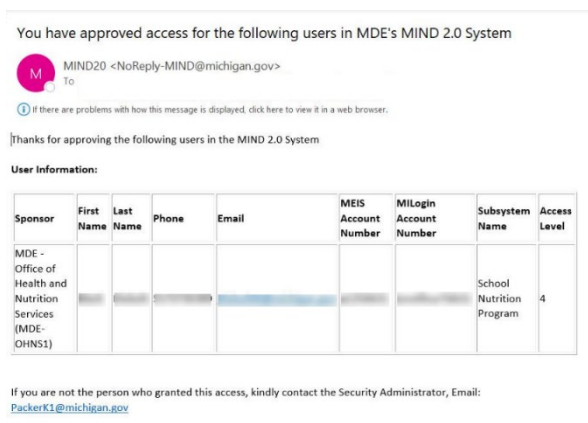 You have approved access for the following users in MDE's MIND 2.0 System
M
MIND20 <NoReply-MIND@michigan.gov>
To
If there are problems with how this message is displayed, click here to view it in a web browser.
Thanks for approving the following users in the MIND 2.0 System
User Information:
Sponsor First Name Last Name Phone Email MEIS Account Number MILogin Account Number Subsystem Name Access Level
MDE -
Office of
Health and
Nutrition
Services
(MDE-
OHNS1)
School
Nutrition
Program
4
If you are not the person who granted this access, kindly contact the Security Administrator, Email:
PackerK1@michigan.gov